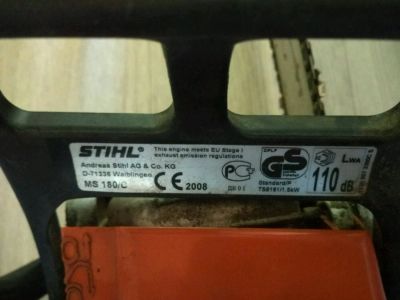 STIHL
This engine meets EU Stage I
exhaust emission regulations
Andreas Stihl AG & Co. KG
D-71336 Waiblingen
MS 180/C
CE 2008
GS
LWA
110 dB